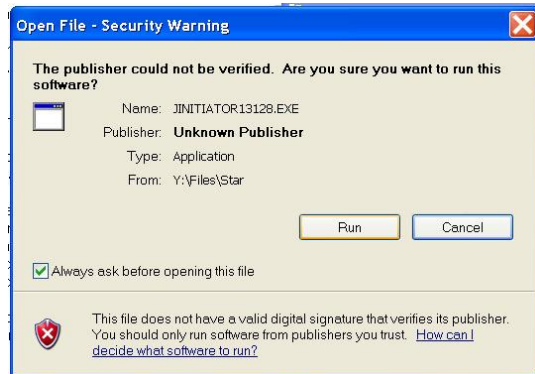 Open File - Security Warning
The publisher could not be verified. Are you sure you want to run this
software?
Name: JINITIATOR13128.EXE
Publisher: Unknown Publisher
Type: Application
From: Y:\Files\Star
Run
Cancel
Always ask before opening this file
This file does not have a valid digital signature that verifies its publisher.
You should only run software from publishers you trust. How can I
decide what software to run?